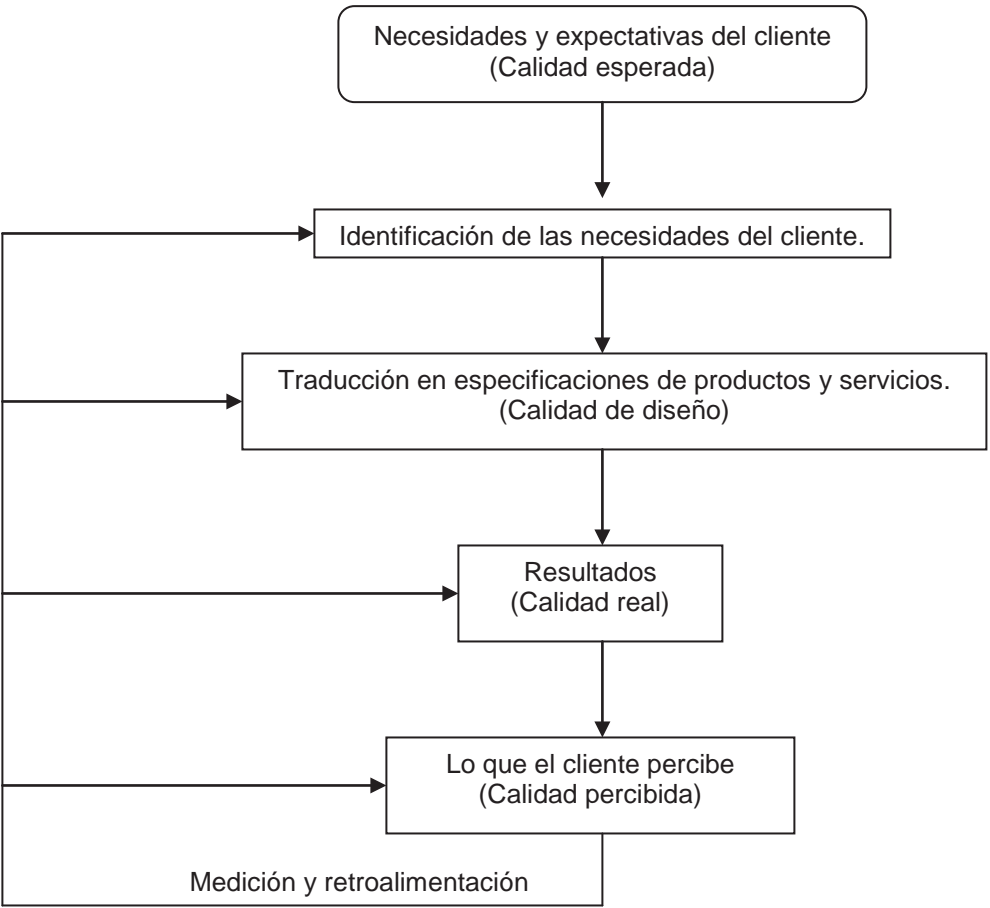 Necesidades y expectativas del cliente
(Calidad esperada)
Identificación de las necesidades del cliente.
Traducción en especificaciones de productos y servicios.
(Calidad de diseño)
Resultados
(Calidad real)
Lo que el cliente percibe
(Calidad percibida)
Medición y retroalimentación